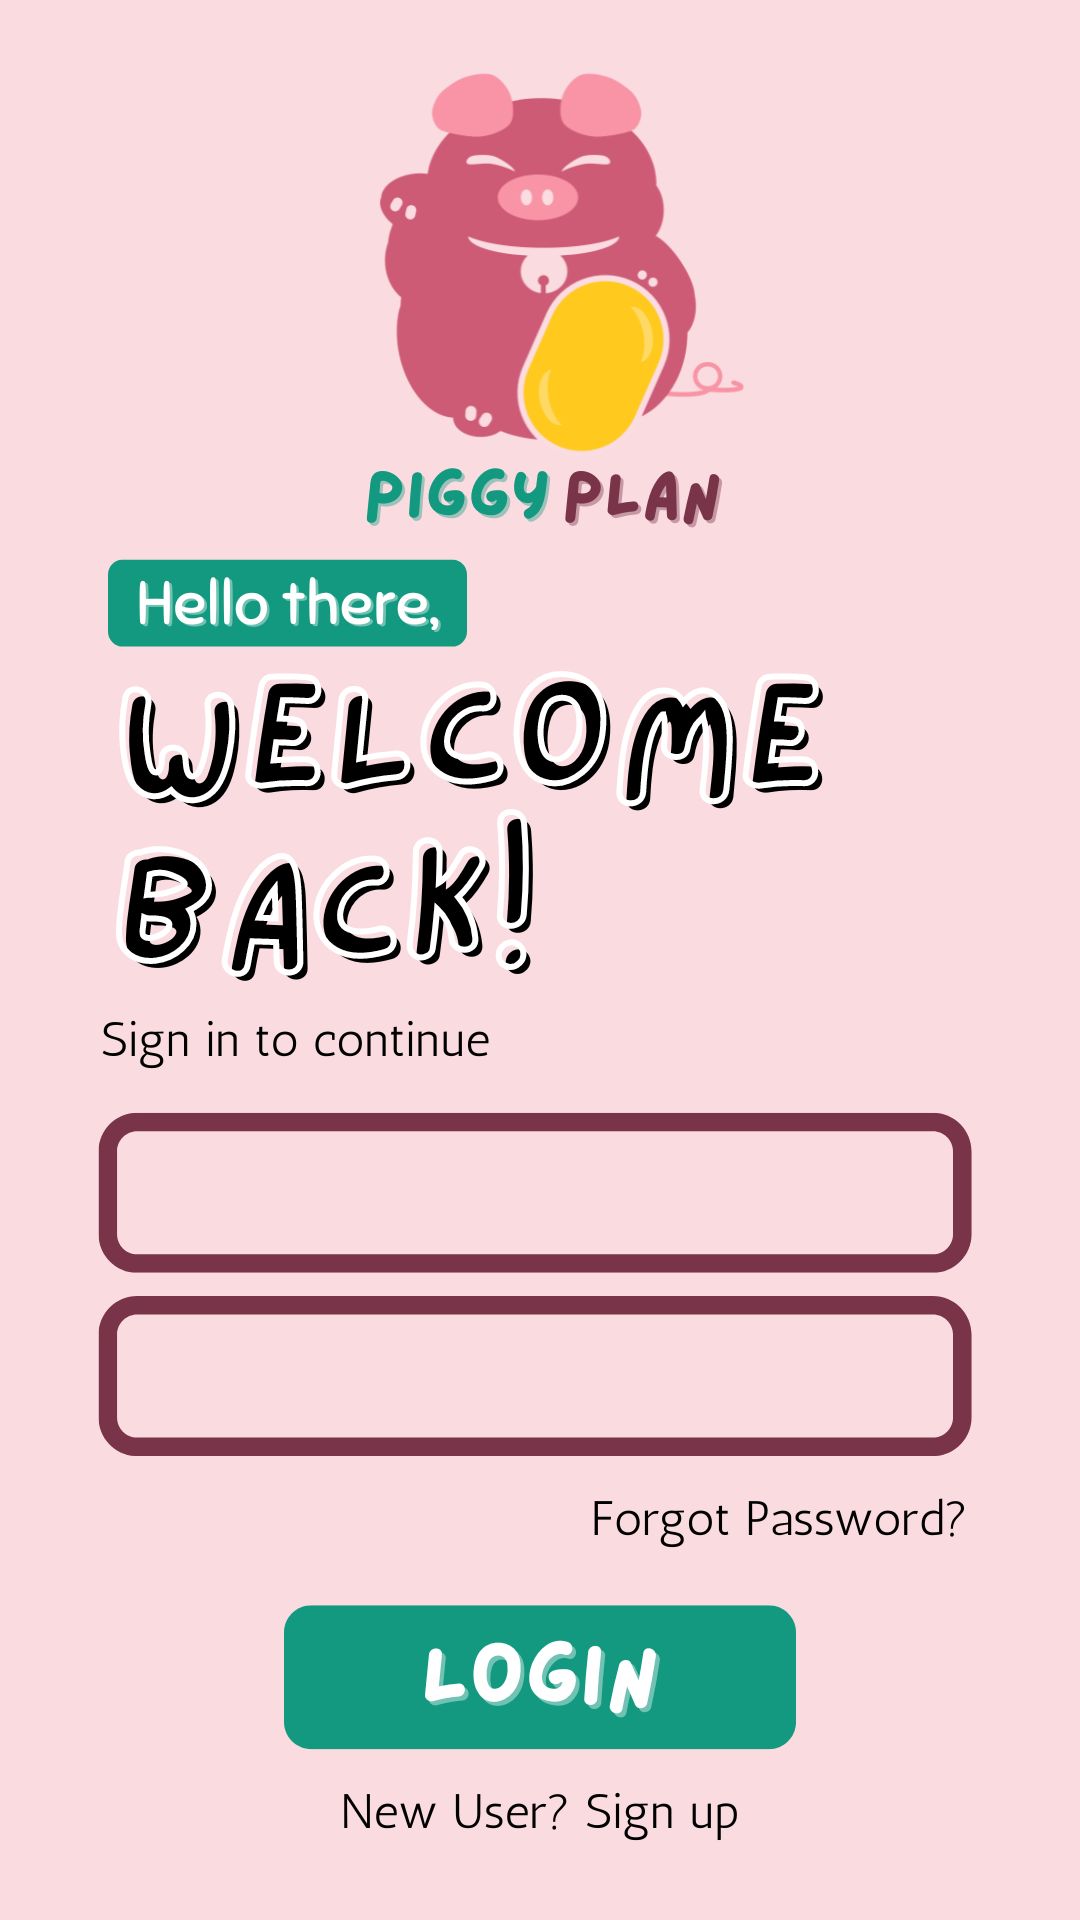 PIGGY PLAN
Hello there,
WELCOME
BACK!
Sign in to continue
Forgot Password?
LOGIN
New User? Sign up